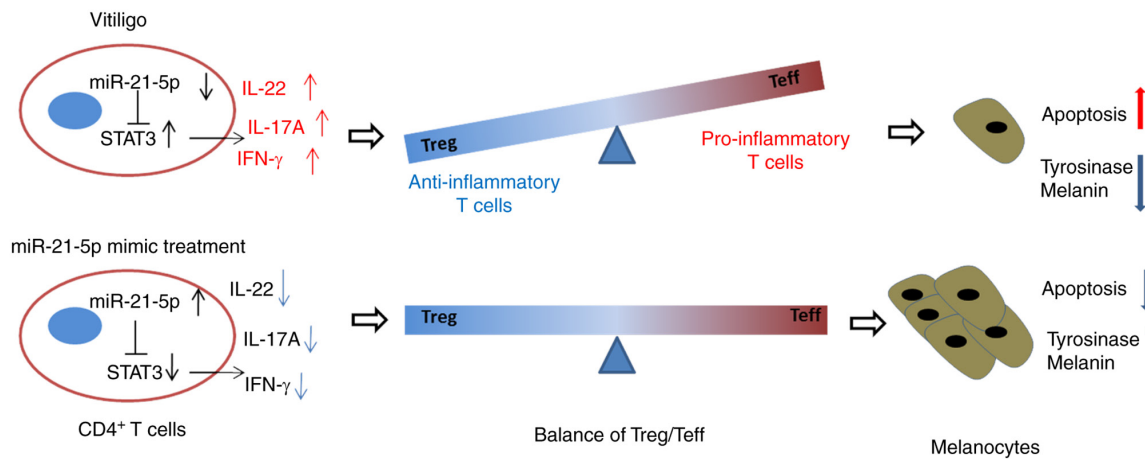 Vitiligo
miR-21-5p
STAT3
IL-22
IL-17A
IFN-γ
Treg
Teff
Anti-inflammatory
T cells
Pro-inflammatory
T cells
Apoptosis
Tyrosinase
Melanin
miR-21-5p mimic treatment
miR-21-5p
STAT3
IL-22
IL-17A
IFN-γ
CD4⁺ T cells
Treg
Teff
Balance of Treg/Teff
Apoptosis
Tyrosinase
Melanin
Melanocytes